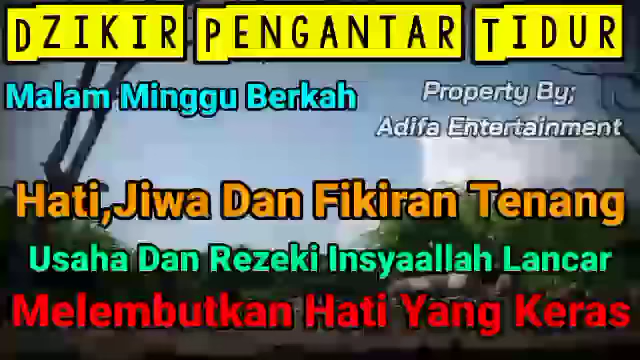 DZIKIR PENGANTAR TIDUR
Malam Minggu Berkah
Property By;
Adifa Entertainment
Hati,Jiwa Dan Fikiran Tenang
Usaha Dan Rezeki Insyaallah Lancar
Melembutkan Hati Yang Keras